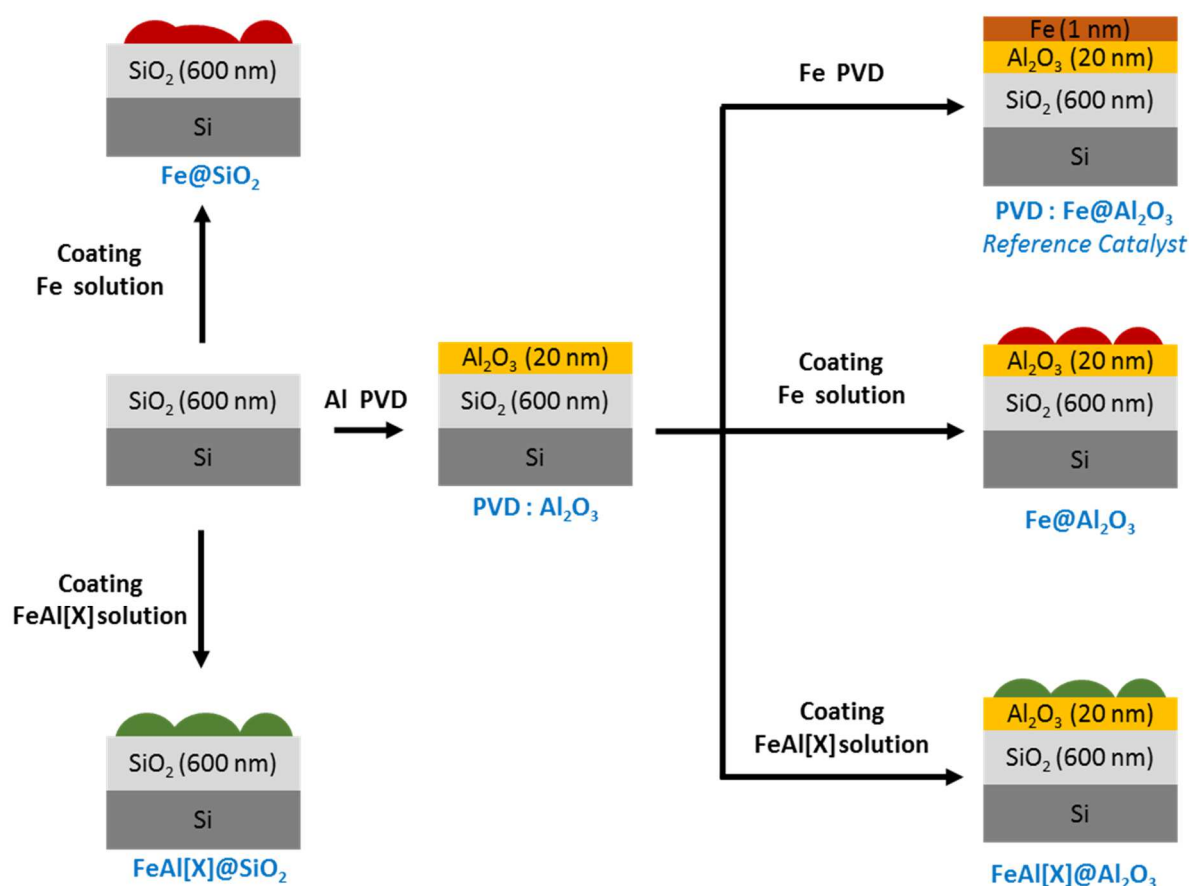 SiO₂ (600 nm)
Si
Fe@SiO₂
Coating
Fe solution
SiO₂ (600 nm)
Si
Coating
FeAl[X] solution
SiO₂ (600 nm)
Si
FeAl[X]@SiO₂
Al PVD
Al₂O₃ (20 nm)
SiO₂ (600 nm)
Si
PVD : Al₂O₃
Fe PVD
Fe (1 nm)
Al₂O₃ (20 nm)
SiO₂ (600 nm)
Si
PVD : Fe@Al₂O₃
Reference Catalyst
Coating
Fe solution
Al₂O₃ (20 nm)
SiO₂ (600 nm)
Si
Fe@Al₂O₃
Coating
FeAl[X] solution
Al₂O₃ (20 nm)
SiO₂ (600 nm)
Si
FeAl[X]@Al₂O₃